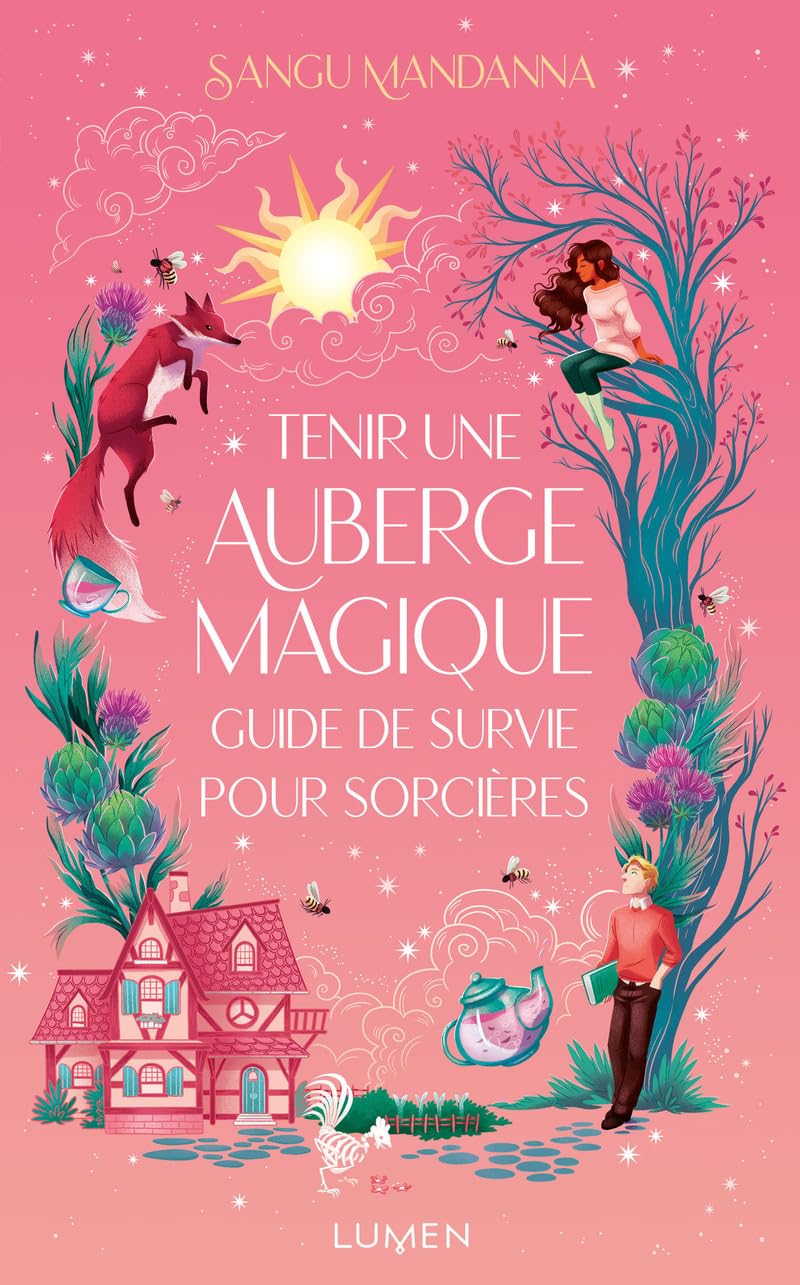 SANGU MANDANNA
TENIR UNE
AUBERGE
MAGIQUE
GUIDE DE SURVIE
POUR SORCIÈRES
LUMEN